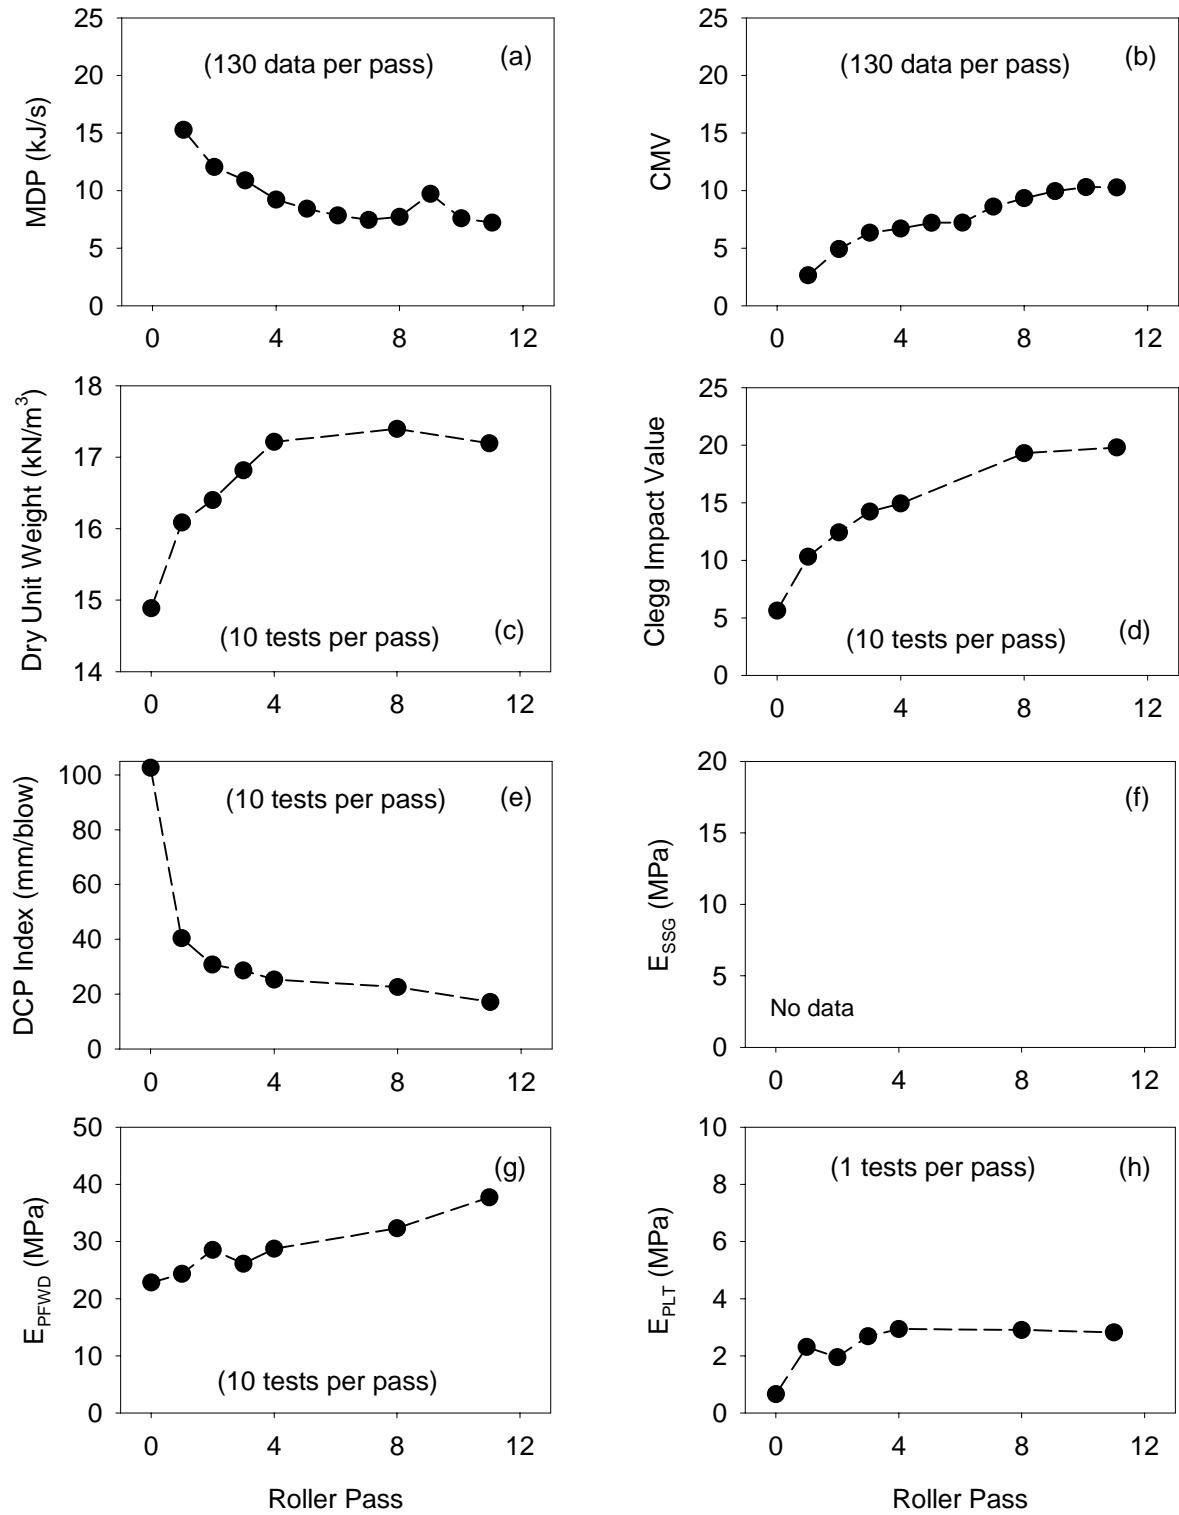 MDP (kJ/s)
25
20
15
10
5
0
(130 data per pass)
(a)
0 4 8 12
CMV
25
20
15
10
5
0
(130 data per pass)
(b)
0 4 8 12
Dry Unit Weight (kN/m³)
18
17
16
15
14
(10 tests per pass)
(c)
0 4 8 12
Clegg Impact Value
25
20
15
10
5
0
(10 tests per pass)
(d)
0 4 8 12
DCP Index (mm/blow)
100
80
60
40
20
0
(10 tests per pass)
(e)
0 4 8 12
E_SSG (MPa)
20
15
10
5
0
(f)
No data
0 4 8 12
E_PFWD (MPa)
50
40
30
20
10
0
(g)
(10 tests per pass)
0 4 8 12
Roller Pass
E_PLT (MPa)
10
8
6
4
2
0
(1 tests per pass)
(h)
0 4 8 12
Roller Pass